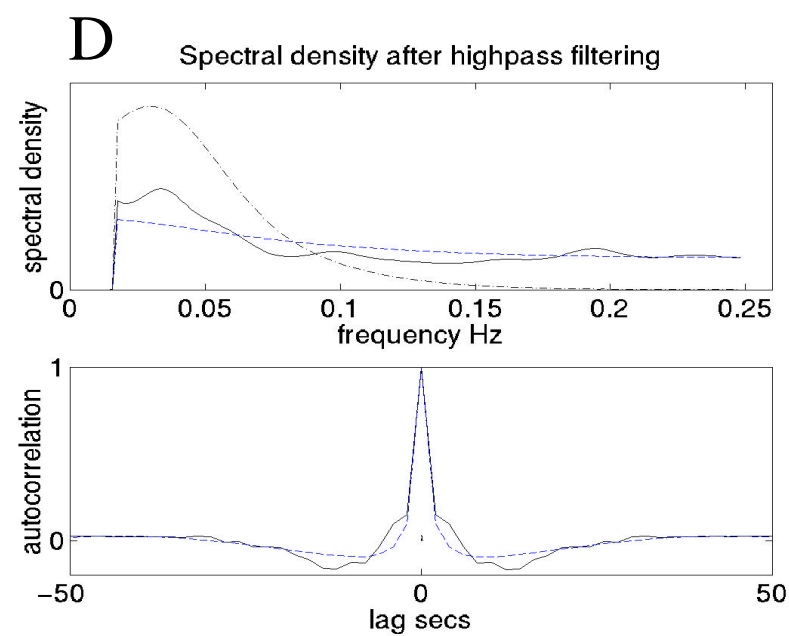 D
Spectral density after highpass filtering
spectral density
0
0 0.05 0.1 0.15 0.2 0.25
frequency Hz
1
autocorrelation
0
−50 0 50
lag secs